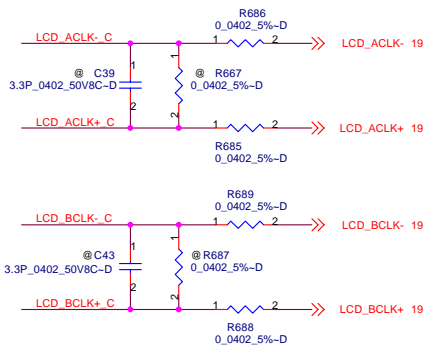 R686
0_0402_5%~D
LCD_ACLK-_C
1
2
LCD_ACLK- 19
@ C39
3.3P_0402_50V8C~D
1
2
@ R667
0_0402_5%~D
1
2
LCD_ACLK+_C
1
2
LCD_ACLK+ 19
R685
0_0402_5%~D
R689
0_0402_5%~D
LCD_BCLK-_C
1
2
LCD_BCLK- 19
@ C43
3.3P_0402_50V8C~D
1
2
@ R687
0_0402_5%~D
1
2
LCD_BCLK+_C
1
2
LCD_BCLK+ 19
R688
0_0402_5%~D